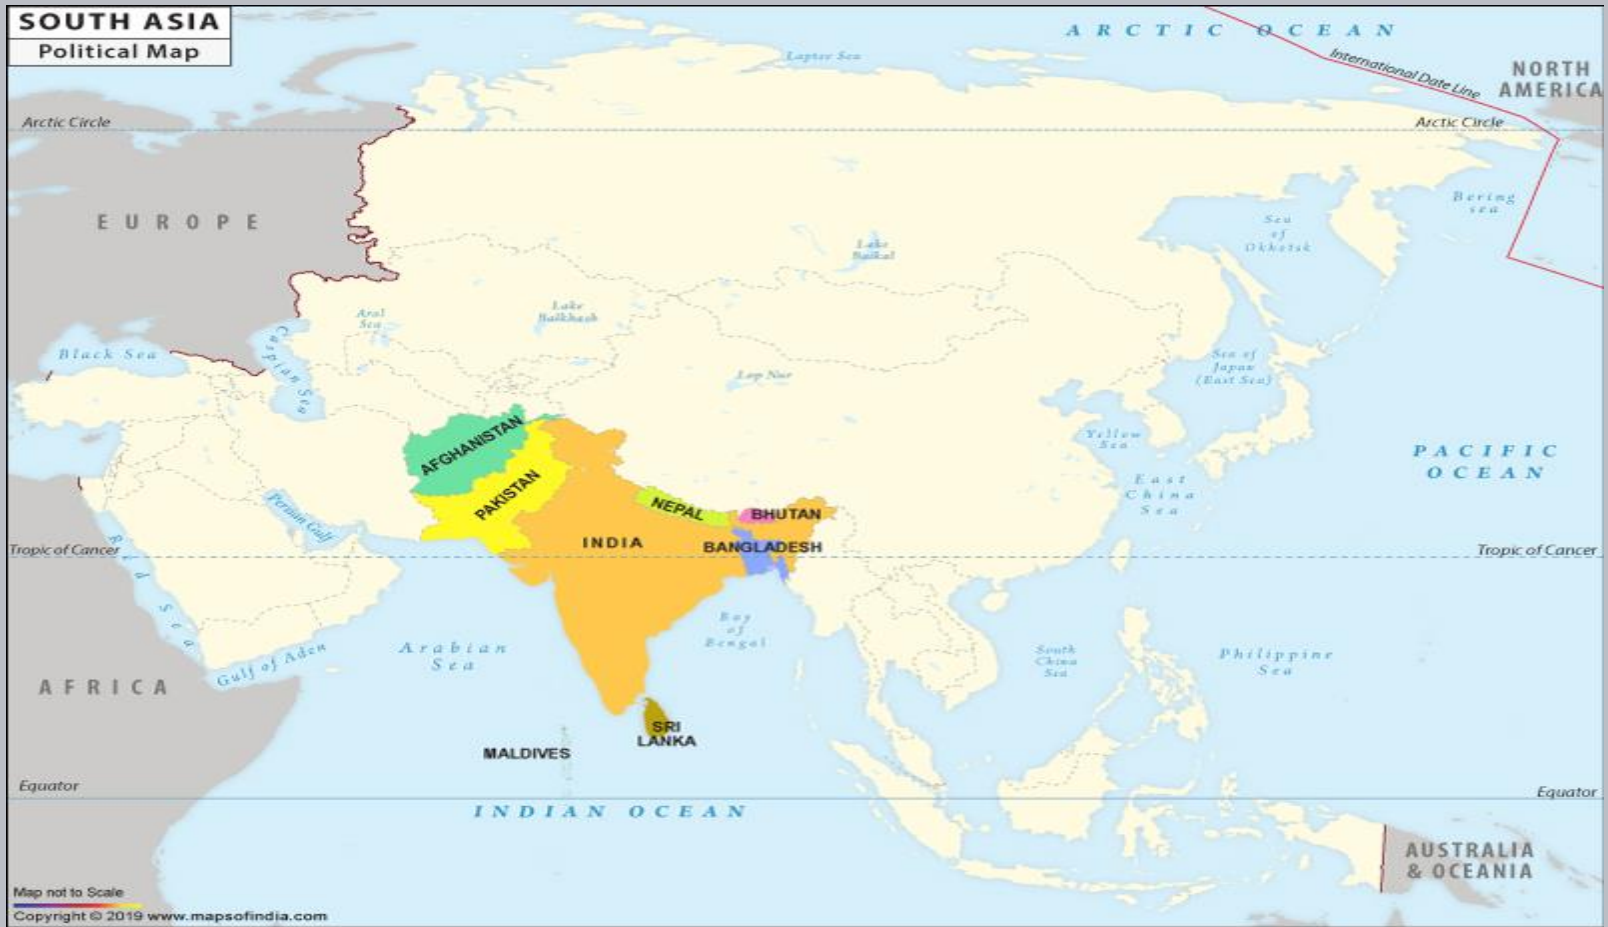 SOUTH ASIA
Political Map
ARCTIC OCEAN
Laptev Sea
International Date Line
NORTH
AMERICA
Arctic Circle
Arctic Circle
EUROPE
Bering
sea
Sea
of
Okhotsk
Lake
Baikal
Aral
Sea
Lake
Balkhash
Black Sea
Caspian Sea
Lop Nur
Sea of
Japan
(East Sea)
AFGHANISTAN
Yellow
Sea
PACIFIC
OCEAN
PAKISTAN
East
China
Sea
NEPAL
BHUTAN
Persian Gulf
INDIA
BANGLADESH
Tropic of Cancer
Tropic of Cancer
Red Sea
Bay
of
Bengal
Arabian
Sea
South
China
Sea
Philippine
Sea
Gulf of Aden
AFRICA
SRI
LANKA
MALDIVES
Equator
Equator
INDIAN OCEAN
AUSTRALIA
& OCEANIA
Map not to Scale
Copyright © 2019 www.mapsofindia.com